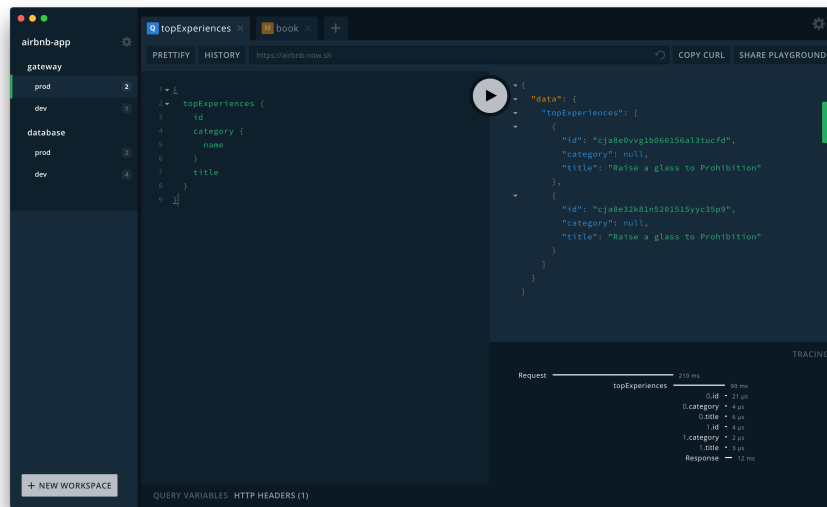 airbnb-app
gateway
prod 2
dev 1
database
prod 2
dev 4
+ NEW WORKSPACE
Q topExperiences × M book × +
PRETTIFY HISTORY https://airbnb.now.sh COPY CURL SHARE PLAYGROUND
1 {
2 topExperiences {
3 id
4 category {
5 name
6 }
7 title
8 }
9 }
{
"data": {
"topExperiences": [
{
"id": "cja8e0vvg1b060156al3tucfd",
"category": null,
"title": "Raise a glass to Prohibition"
},
{
"id": "cja8e32k81n5201515yyc35p9",
"category": null,
"title": "Raise a glass to Prohibition"
}
]
}
}
TRACING
Request 210 ms
topExperiences 90 ms
0.id 21 µs
0.category 4 µs
0.title 6 µs
1.id 4 µs
1.category 2 µs
1.title 3 µs
Response 12 ms
QUERY VARIABLES HTTP HEADERS (1)